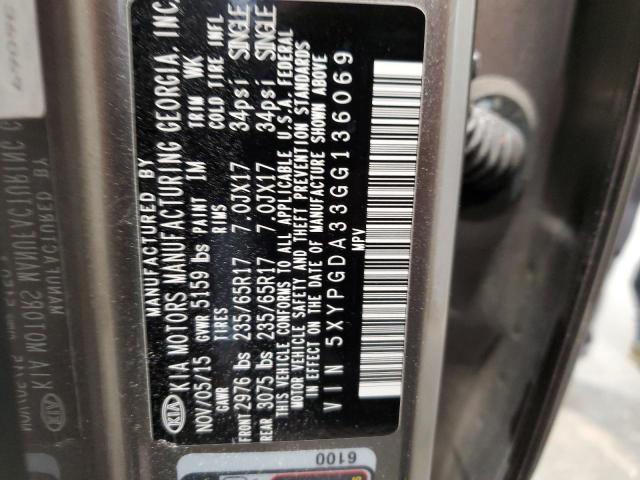 MANUFACTURED BY
KIA KIA MOTORS MANUFACTURING GEORGIA, INC.
NOV/05/15 GVWR 5159 lbs PAINT IM TRIM WK
GAWR TIRES RIMS COLD TIRE INFL
FRONT 2976 lbs 235/65R17 7.0JX17 34psi SINGLE
REAR 3075 lbs 235/65R17 7.0JX17 34psi SINGLE
THIS VEHICLE CONFORMS TO ALL APPLICABLE U.S.A. FEDERAL
MOTOR VEHICLE SAFETY AND THEFT PREVENTION STANDARDS
IN EFFECT ON THE DATE OF MANUFACTURE SHOWN ABOVE
VIN 5XYPGDA33GG136069
MPV
6100